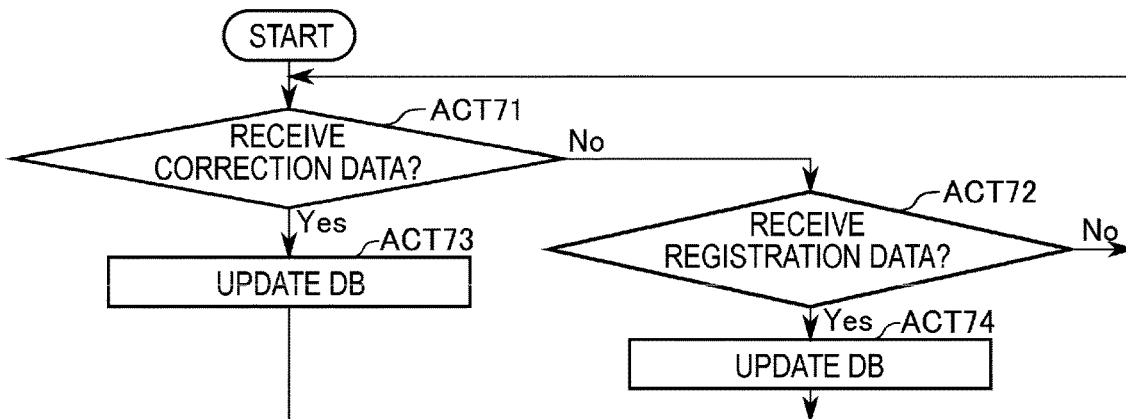 START
ACT71
RECEIVE
CORRECTION DATA?
No
Yes
ACT72
RECEIVE
REGISTRATION DATA?
No
ACT73
UPDATE DB
Yes
ACT74
UPDATE DB